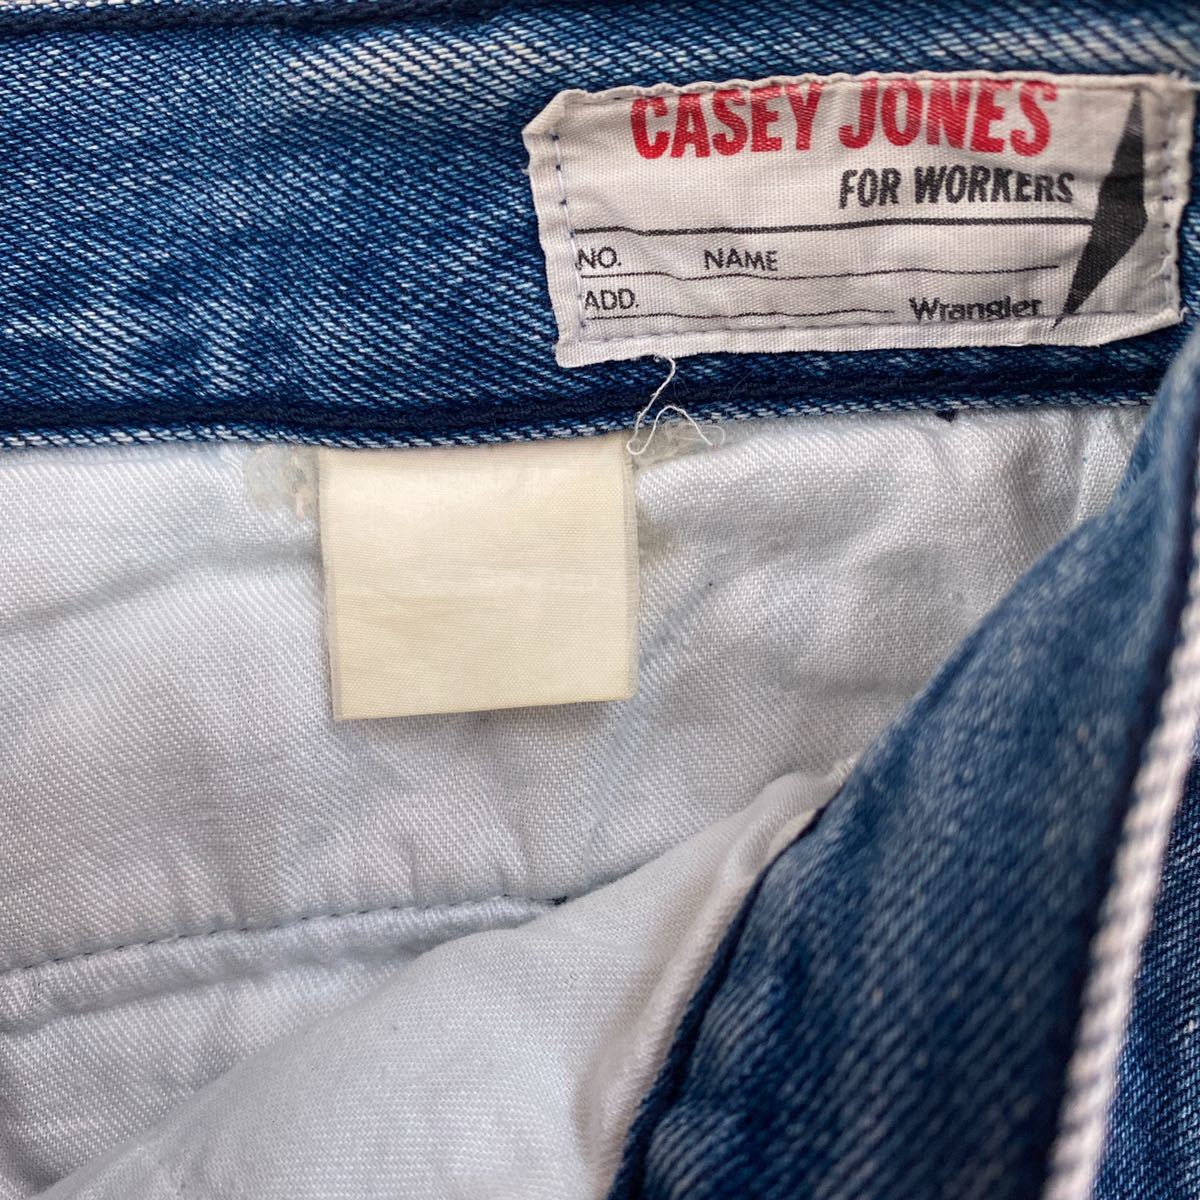 CASEY JONES
FOR WORKERS
NO. NAME
ADD. Wrangler